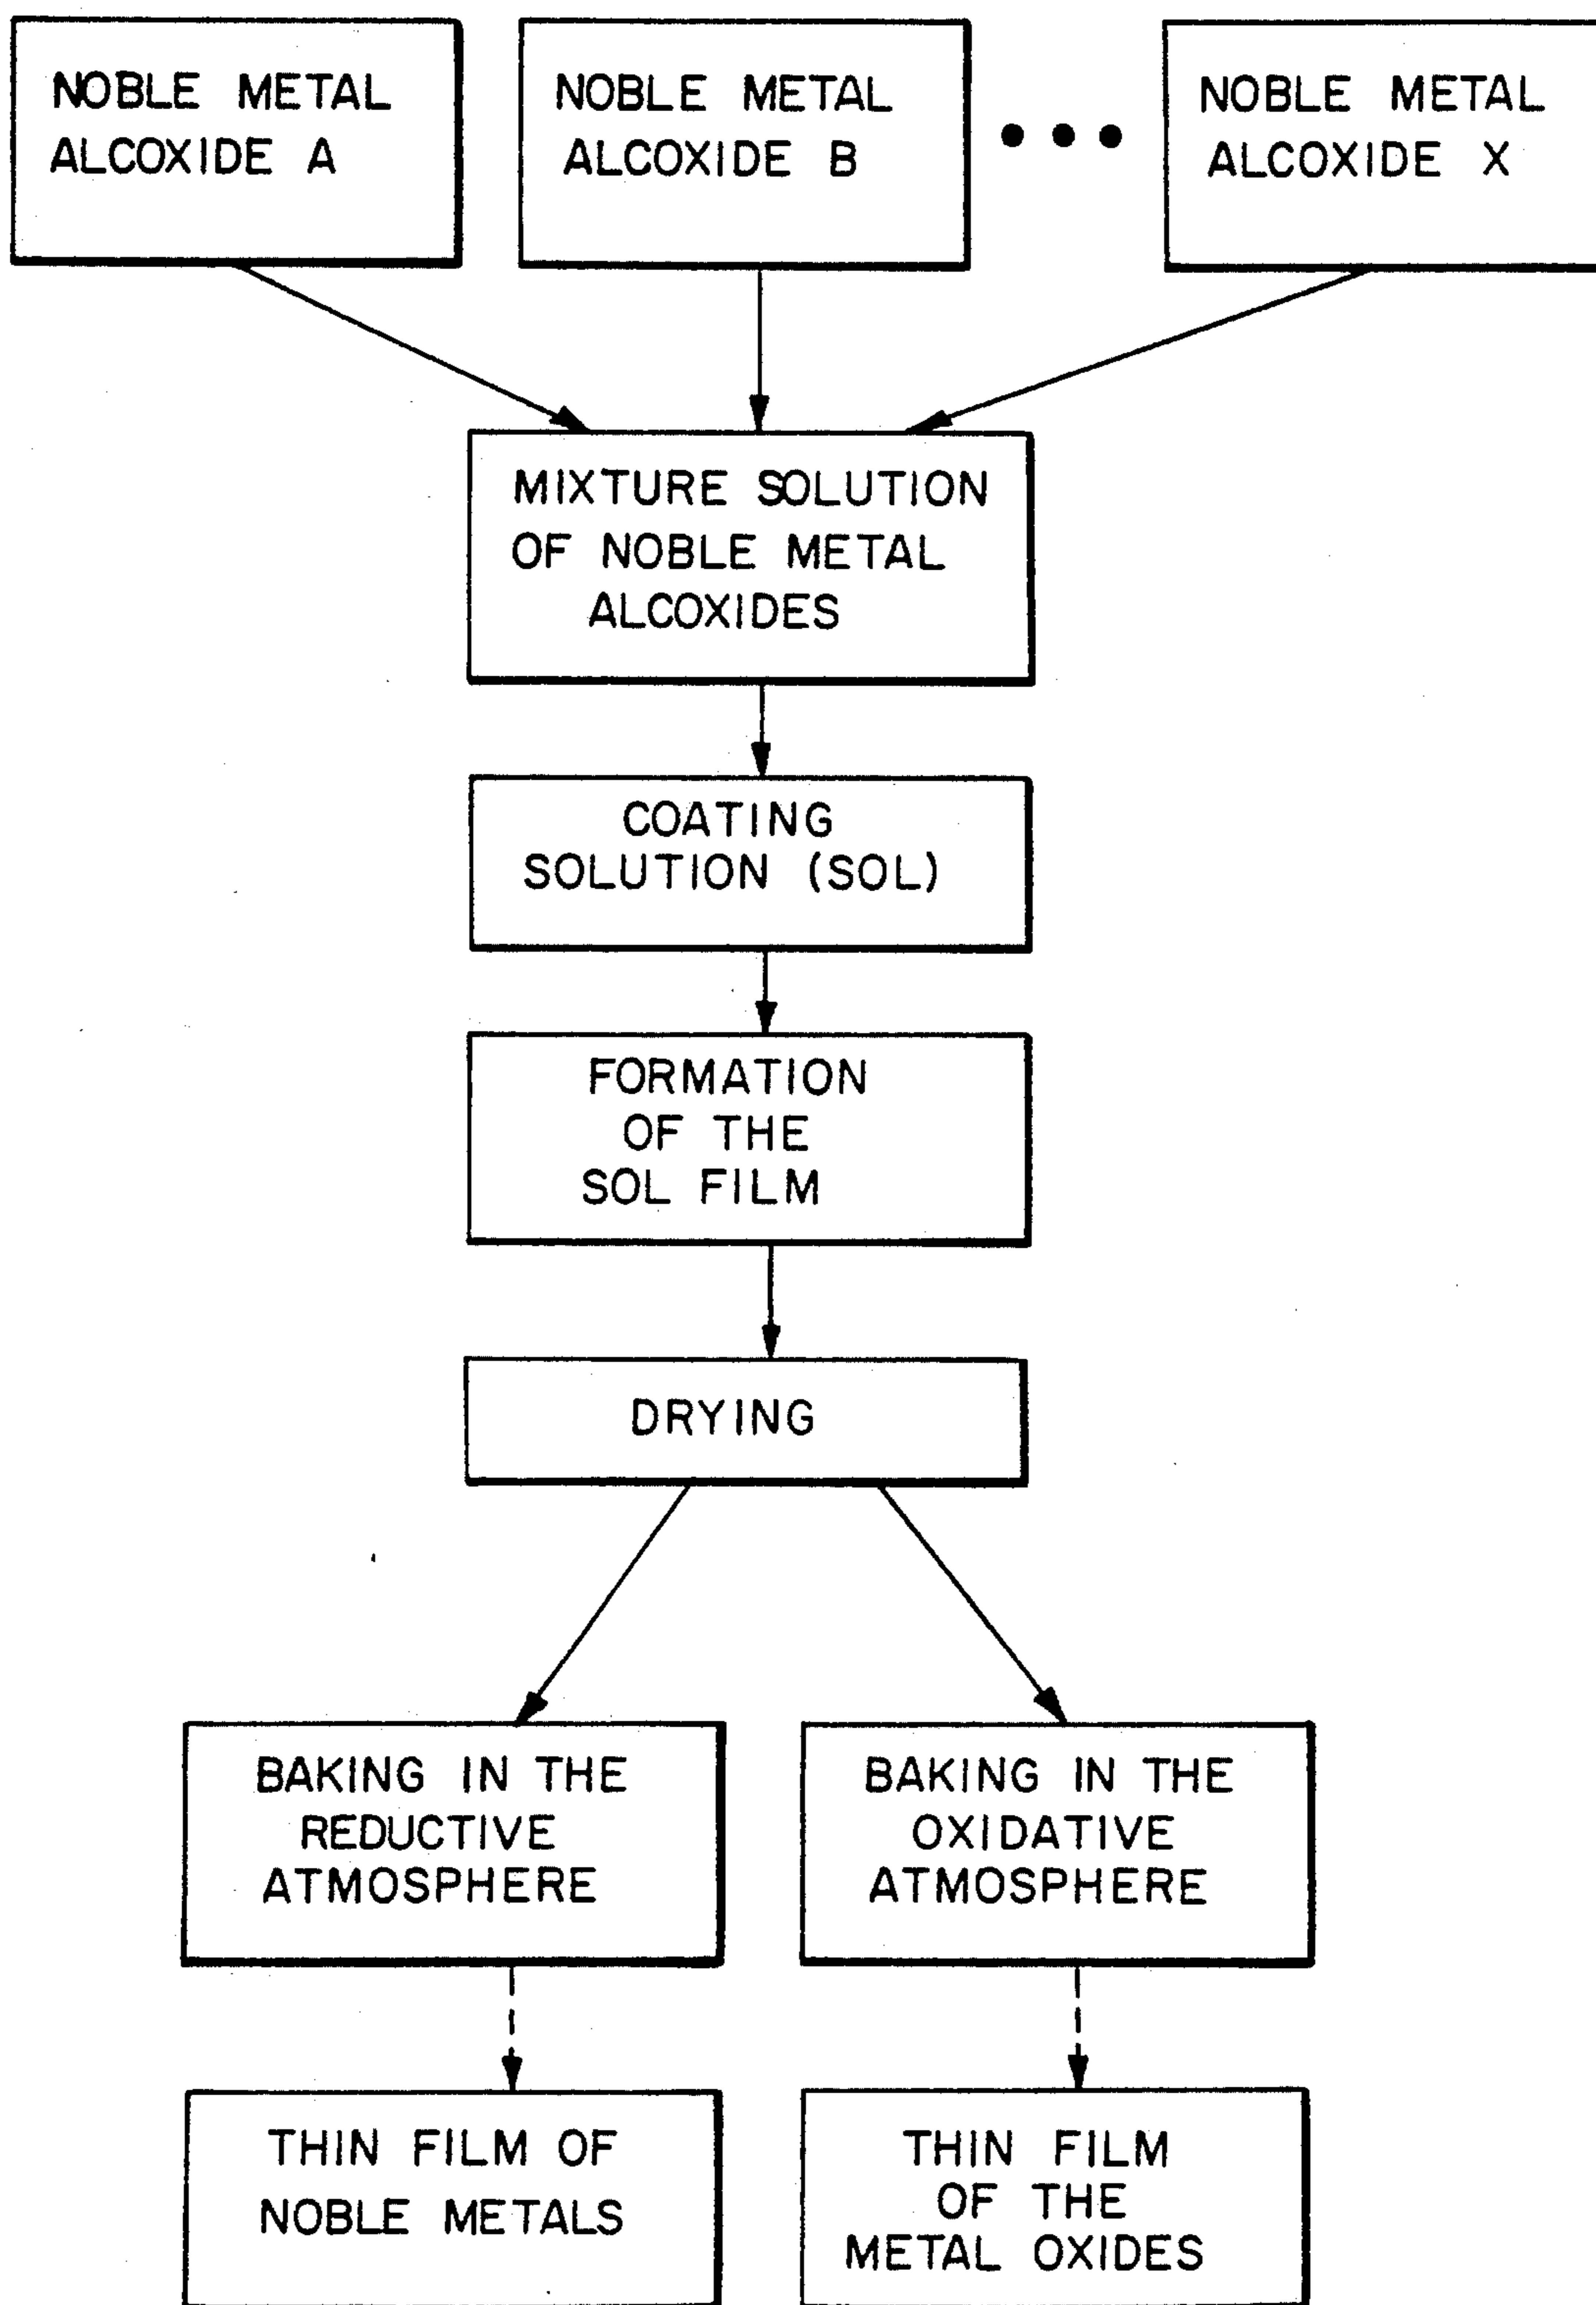 NOBLE METAL
ALCOXIDE A
NOBLE METAL
ALCOXIDE B
NOBLE METAL
ALCOXIDE X
MIXTURE SOLUTION
OF NOBLE METAL
ALCOXIDES
COATING
SOLUTION (SOL)
FORMATION
OF THE
SOL FILM
DRYING
BAKING IN THE
REDUCTIVE
ATMOSPHERE
BAKING IN THE
OXIDATIVE
ATMOSPHERE
THIN FILM OF
NOBLE METALS
THIN FILM
OF THE
METAL OXIDES